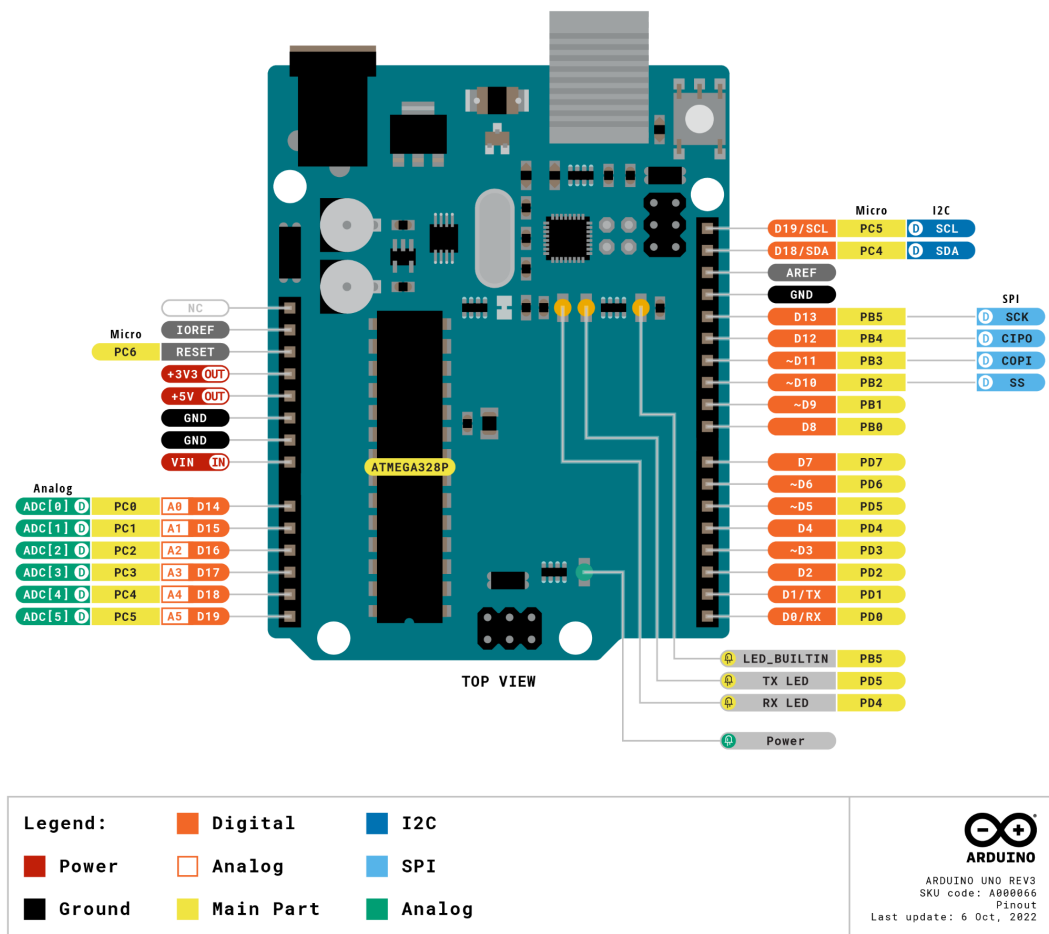 Micro I2C
D19/SCL PC5 D SCL
D18/SDA PC4 D SDA
AREF
GND
SPI
D13 PB5 D SCK
D12 PB4 D CIPO
~D11 PB3 D COPI
~D10 PB2 D SS
~D9 PB1
D8 PB0
D7 PD7
~D6 PD6
~D5 PD5
D4 PD4
~D3 PD3
D2 PD2
D1/TX PD1
D0/RX PD0
NC
IOREF
Micro
PC6 RESET
+3V3 OUT
+5V OUT
GND
GND
VIN IN
Analog
ADC[0] D PC0 A0 D14
ADC[1] D PC1 A1 D15
ADC[2] D PC2 A2 D16
ADC[3] D PC3 A3 D17
ADC[4] D PC4 A4 D18
ADC[5] D PC5 A5 D19
ATMEGA328P
TOP VIEW
LED_BUILTIN PB5
TX LED PD5
RX LED PD4
Power
Legend:
Power
Ground
Digital
Analog
Main Part
I2C
SPI
Analog
ARDUINO
ARDUINO UNO REV3
SKU code: A000066
Pinout
Last update: 6 Oct, 2022